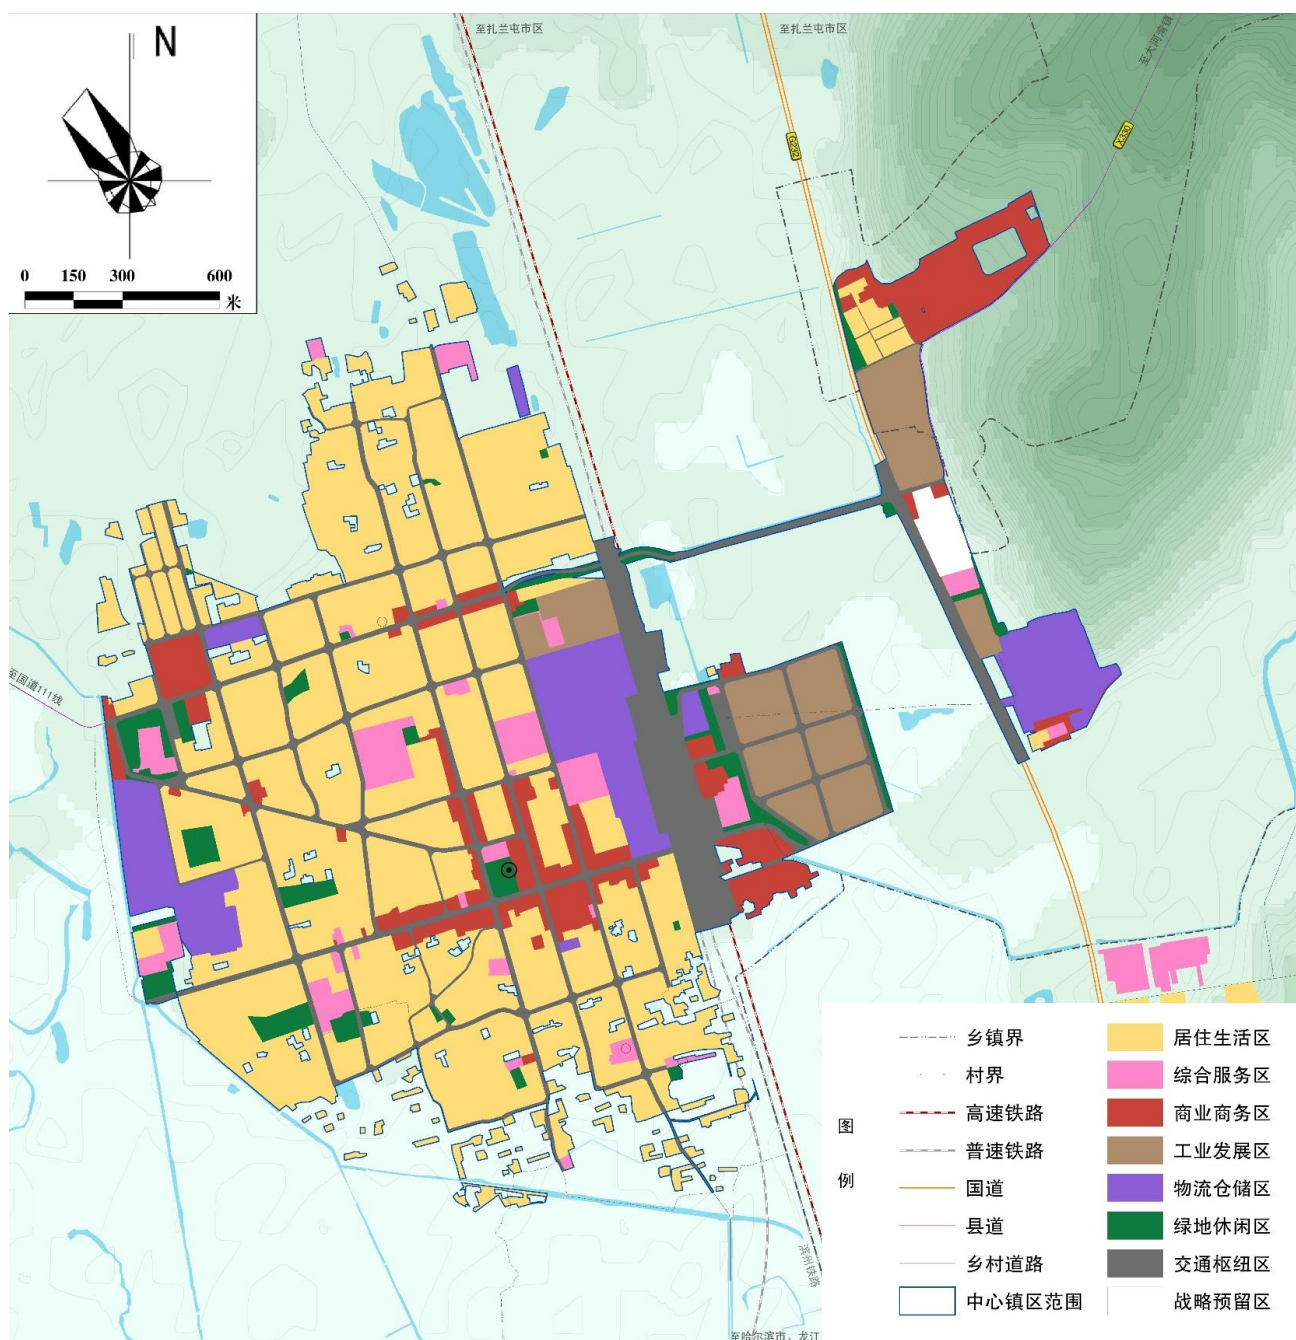 至扎兰屯市区
至扎兰屯市区
至大河湾镇
N
G232
X330
0 150 300 600
米
至国道111线
滨州铁路
至哈尔滨市、龙江
图例
乡镇界
村界
高速铁路
普速铁路
国道
县道
乡村道路
中心镇区范围
居住生活区
综合服务区
商业商务区
工业发展区
物流仓储区
绿地休闲区
交通枢纽区
战略预留区